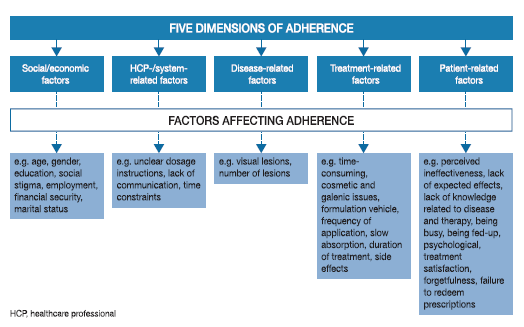 FIVE DIMENSIONS OF ADHERENCE
Social/economic
factors
HCP-/system-
related factors
Disease-related
factors
Treatment-related
factors
Patient-related
factors
FACTORS AFFECTING ADHERENCE
e.g. age, gender,
education, social
stigma, employment,
financial security,
marital status
e.g. unclear dosage
instructions, lack of
communication, time
constraints
e.g. visual lesions,
number of lesions
e.g. time-
consuming,
cosmetic and
galenic issues,
formulation vehicle,
frequency of
application, slow
absorption, duration
of treatment, side
effects
e.g. perceived
ineffectiveness, lack
of expected effects,
lack of knowledge
related to disease
and therapy, being
busy, being fed-up,
psychological,
treatment
satisfaction,
forgetfulness, failure
to redeem
prescriptions
HCP, healthcare professional